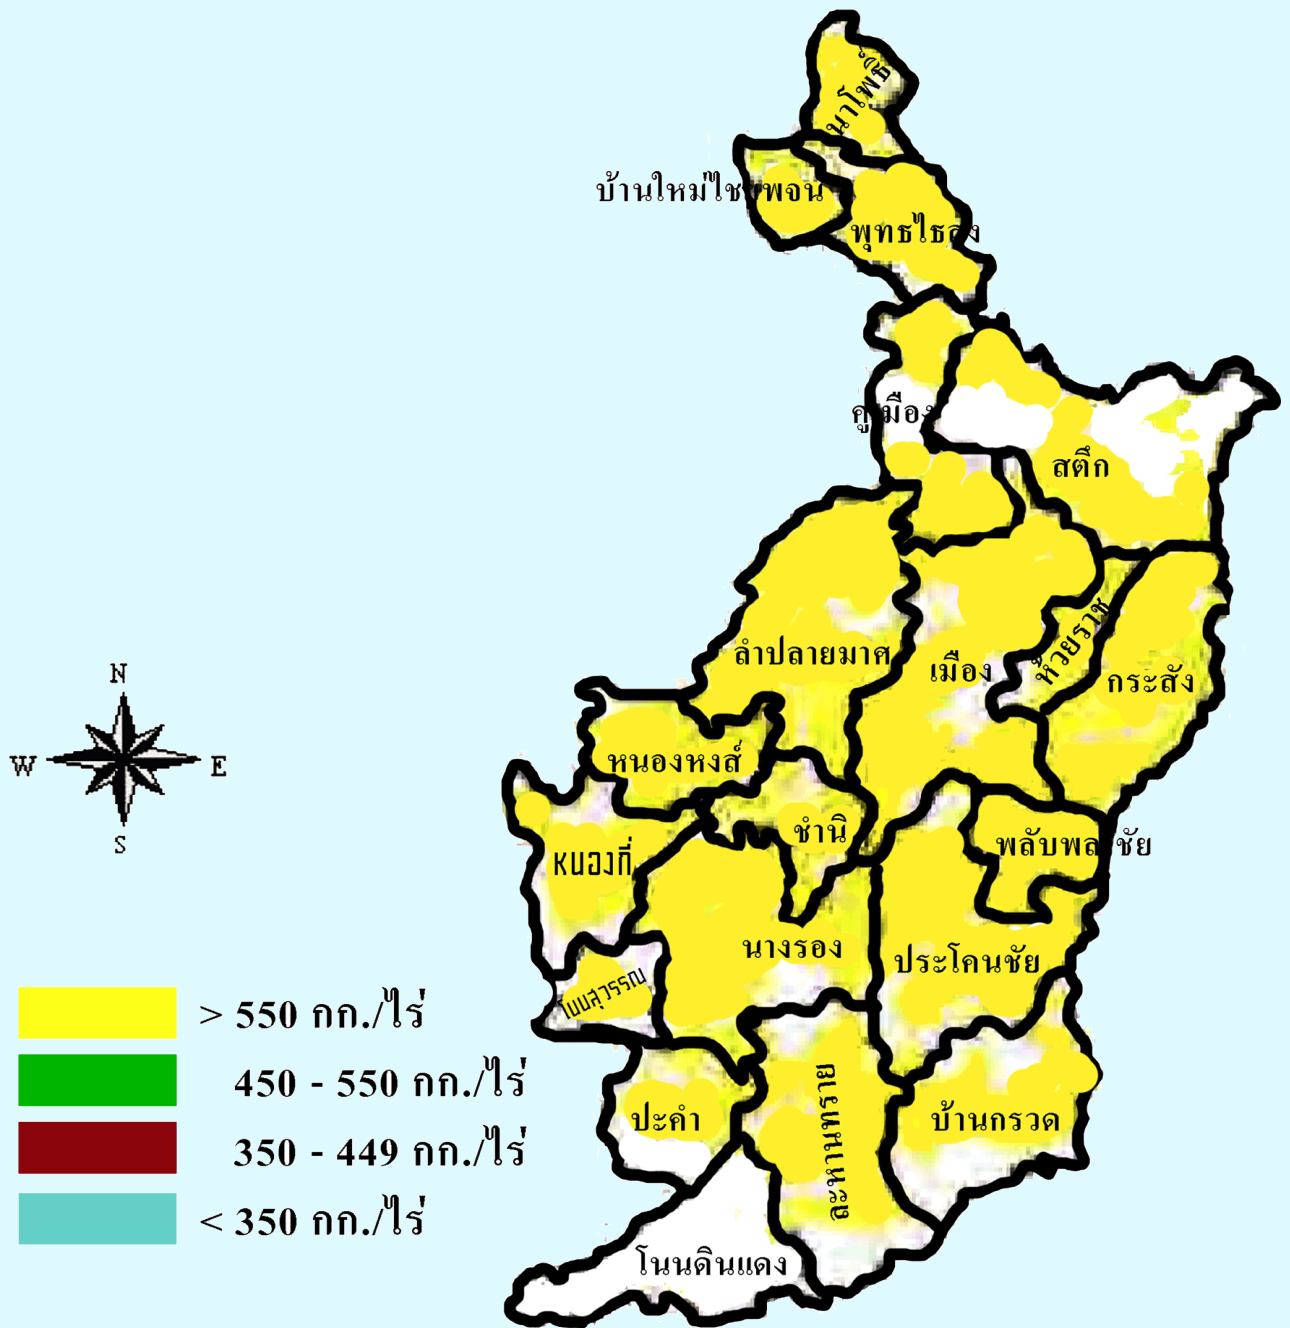 นาโพธิ์
บ้านใหม่ไชยพจน์
พุทธไธสง
คูเมือง
สตึก
ห้วยราช
ลำปลายมาศ
เมือง
กระสัง
N
W E
S
หนองหงส์
ชำนิ
พลับพลาชัย
หนองกี่
นางรอง
ประโคนชัย
โนนสุวรรณ
> 550 กก./ไร่
450 - 550 กก./ไร่
350 - 449 กก./ไร่
< 350 กก./ไร่
ปะคำ
ละหานทราย
บ้านกรวด
โนนดินแดง